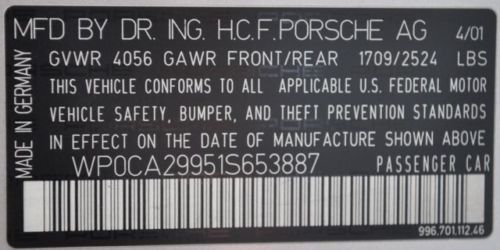 MFD BY DR. ING. H.C.F.PORSCHE AG 4/01
GVWR 4056 GAWR FRONT/REAR 1709/2524 LBS
THIS VEHICLE CONFORMS TO ALL APPLICABLE U.S. FEDERAL MOTOR
VEHICLE SAFETY, BUMPER, AND THEFT PREVENTION STANDARDS
IN EFFECT ON THE DATE OF MANUFACTURE SHOWN ABOVE
WP0CA29951S653887 PASSENGER CAR
996.701.112.46
MADE IN GERMANY